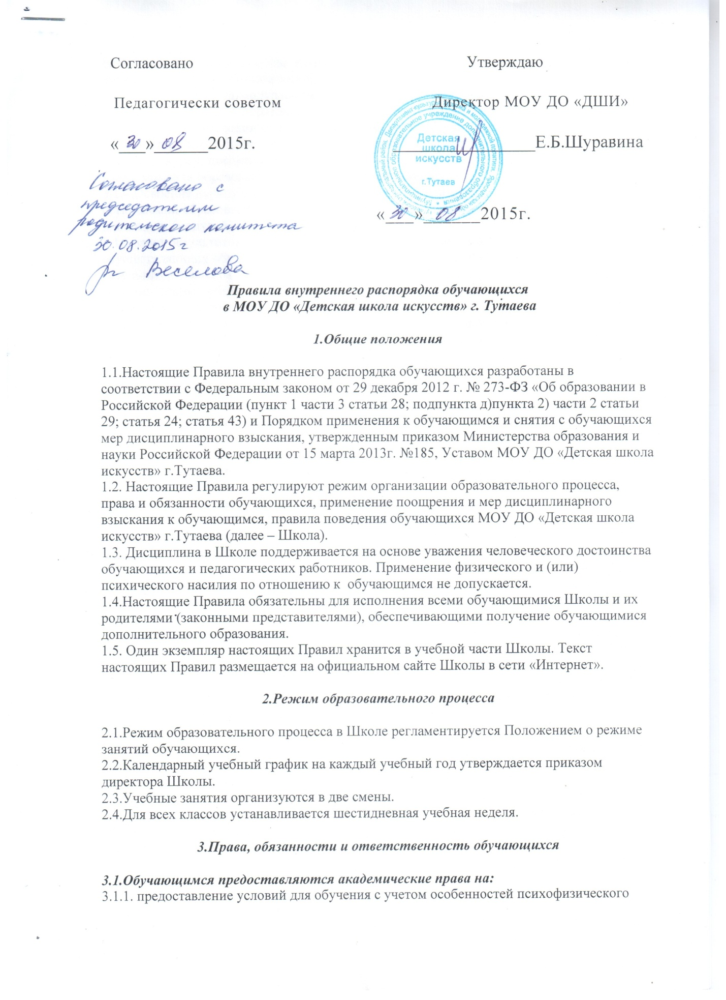 Согласовано
Утверждаю
Педагогически советом
Директор МОУ ДО «ДШИ»
«30» 08 2015г.
Е.Б.Шуравина
Детская
школа
искусств
г.Тутаев
«30» 08 2015г.
Согласовано с
председателем
родительского комитета
30.08.2015г
Веселова
Правила внутреннего распорядка обучающихся
в МОУ ДО «Детская школа искусств» г. Тутаева
1.Общие положения
1.1.Настоящие Правила внутреннего распорядка обучающихся разработаны в
соответствии с Федеральным законом от 29 декабря 2012 г. № 273-ФЗ «Об образовании в
Российской Федерации (пункт 1 части 3 статьи 28; подпункта д)пункта 2) части 2 статьи
29; статья 24; статья 43) и Порядком применения к обучающимся и снятия с обучающихся
мер дисциплинарного взыскания, утвержденным приказом Министерства образования и
науки Российской Федерации от 15 марта 2013г. №185, Уставом МОУ ДО «Детская школа
искусств» г.Тутаева.
1.2. Настоящие Правила регулируют режим организации образовательного процесса,
права и обязанности обучающихся, применение поощрения и мер дисциплинарного
взыскания к обучающимся, правила поведения обучающихся МОУ ДО «Детская школа
искусств» г.Тутаева (далее – Школа).
1.3. Дисциплина в Школе поддерживается на основе уважения человеческого достоинства
обучающихся и педагогических работников. Применение физического и (или)
психического насилия по отношению к обучающимся не допускается.
1.4.Настоящие Правила обязательны для исполнения всеми обучающимися Школы и их
родителями (законными представителями), обеспечивающими получение обучающимися
дополнительного образования.
1.5. Один экземпляр настоящих Правил хранится в учебной части Школы. Текст
настоящих Правил размещается на официальном сайте Школы в сети «Интернет».
2.Режим образовательного процесса
2.1.Режим образовательного процесса в Школе регламентируется Положением о режиме
занятий обучающихся.
2.2.Календарный учебный график на каждый учебный год утверждается приказом
директора Школы.
2.3.Учебные занятия организуются в две смены.
2.4.Для всех классов устанавливается шестидневная учебная неделя.
3.Права, обязанности и ответственность обучающихся
3.1.Обучающимся предоставляются академические права на:
3.1.1. предоставление условий для обучения с учетом особенностей психофизического